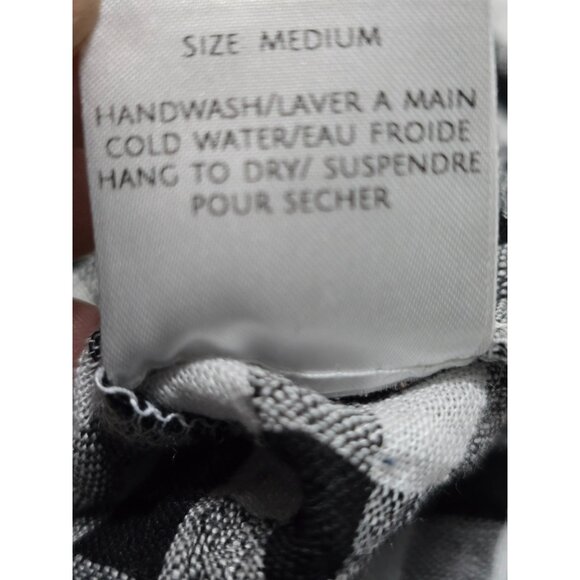 SIZE MEDIUM
HANDWASH/LAVER A MAIN
COLD WATER/EAU FROIDE
HANG TO DRY/ SUSPENDRE
POUR SECHER